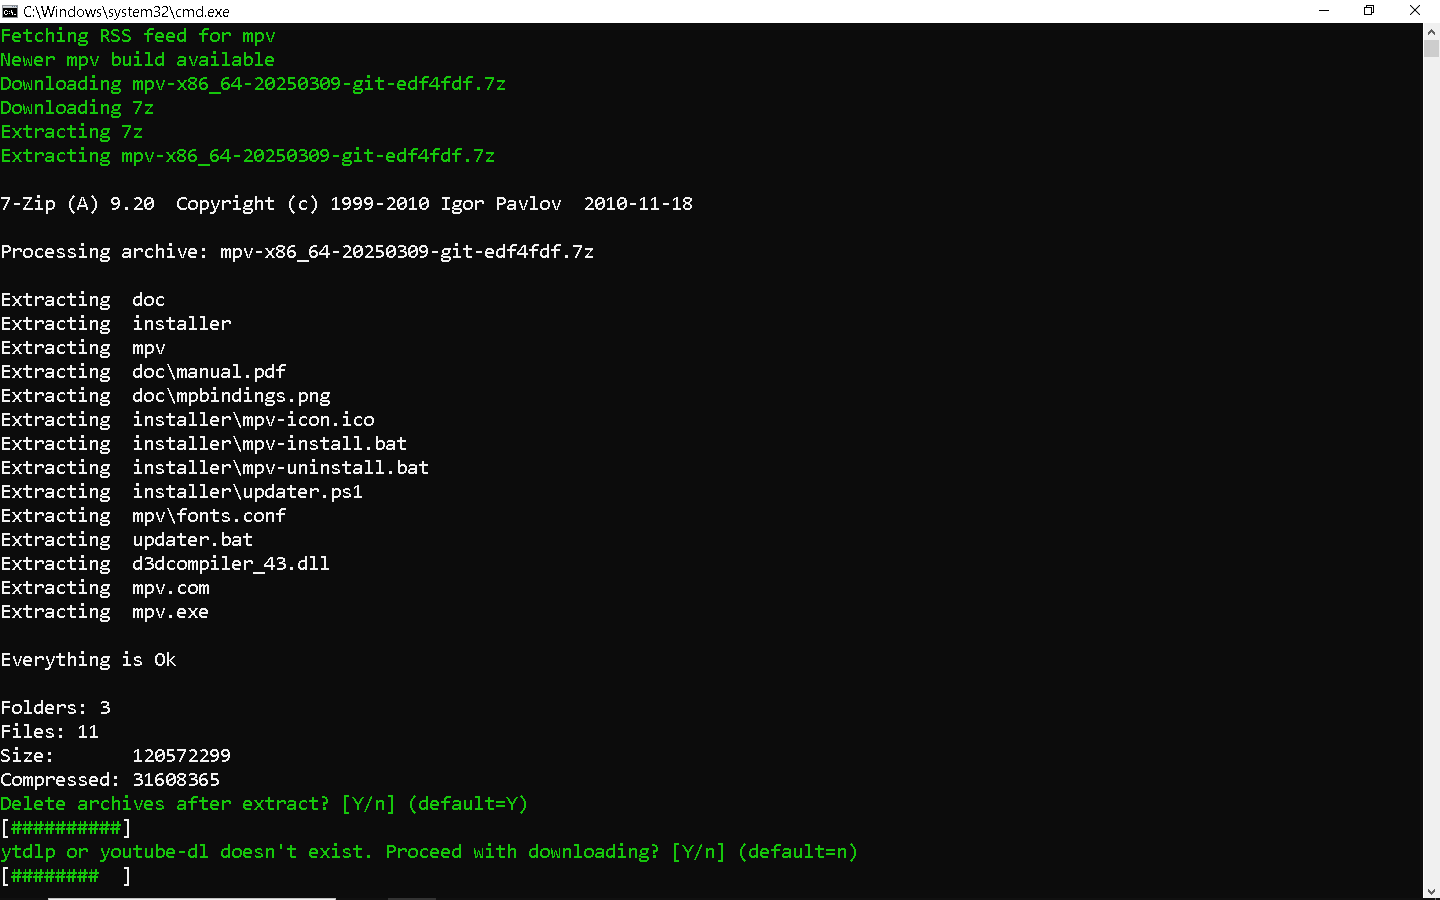 C:\Windows\system32\cmd.exe
Fetching RSS feed for mpv
Newer mpv build available
Downloading mpv-x86_64-20250309-git-edf4fdf.7z
Downloading 7z
Extracting 7z
Extracting mpv-x86_64-20250309-git-edf4fdf.7z
7-Zip (A) 9.20  Copyright (c) 1999-2010 Igor Pavlov  2010-11-18
Processing archive: mpv-x86_64-20250309-git-edf4fdf.7z
Extracting  doc
Extracting  installer
Extracting  mpv
Extracting  doc\manual.pdf
Extracting  doc\mpbindings.png
Extracting  installer\mpv-icon.ico
Extracting  installer\mpv-install.bat
Extracting  installer\mpv-uninstall.bat
Extracting  installer\updater.ps1
Extracting  mpv\fonts.conf
Extracting  updater.bat
Extracting  d3dcompiler_43.dll
Extracting  mpv.com
Extracting  mpv.exe
Everything is Ok
Folders: 3
Files: 11
Size:       120572299
Compressed: 31608365
Delete archives after extract? [Y/n] (default=Y)
[##########]
ytdlp or youtube-dl doesn't exist. Proceed with downloading? [Y/n] (default=n)
[########  ]